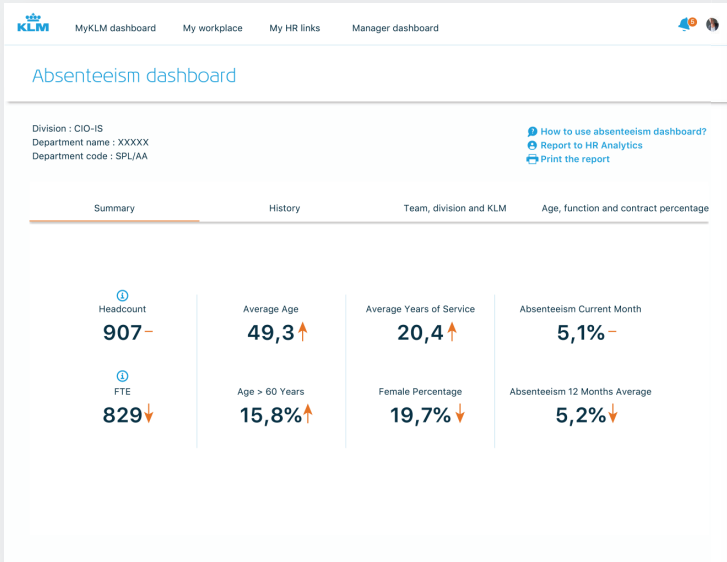 KLM
MyKLM dashboard
My workplace
My HR links
Manager dashboard
6
Absenteeism dashboard
Division : CIO-IS
Department name : XXXXX
Department code : SPL/AA
How to use absenteeism dashboard?
Report to HR Analytics
Print the report
Summary
History
Team, division and KLM
Age, function and contract percentage
Headcount
907
Average Age
49,3
Average Years of Service
20,4
Absenteeism Current Month
5,1%
FTE
829
Age > 60 Years
15,8%
Female Percentage
19,7%
Absenteeism 12 Months Average
5,2%